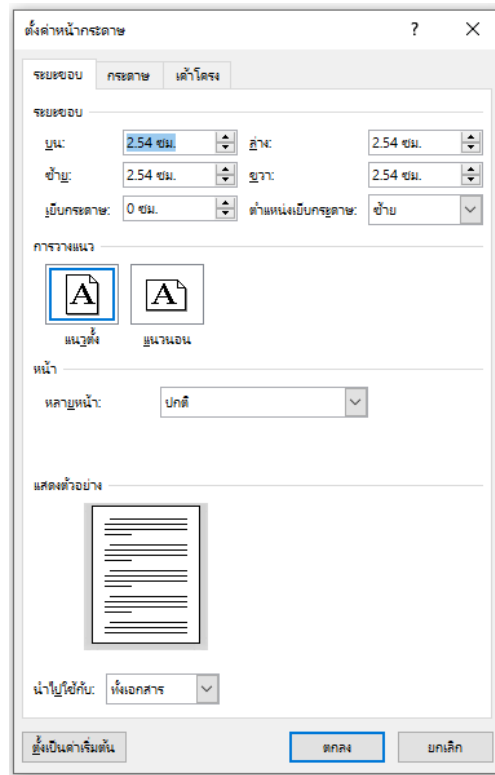 ตั้งค่าหน้ากระดาษ ? ×
ระยะขอบ กระดาษ เค้าโครง
ระยะขอบ
บน: 2.54 ซม. ล่าง: 2.54 ซม.
ซ้าย: 2.54 ซม. ขวา: 2.54 ซม.
เย็บกระดาษ: 0 ซม. ตำแหน่งเย็บกระดาษ: ซ้าย
การวางแนว
A A
แนวตั้ง แนวนอน
หน้า
หลายหน้า: ปกติ
แสดงตัวอย่าง
นำไปใช้กับ: ทั้งเอกสาร
ตั้งเป็นค่าเริ่มต้น ตกลง ยกเลิก